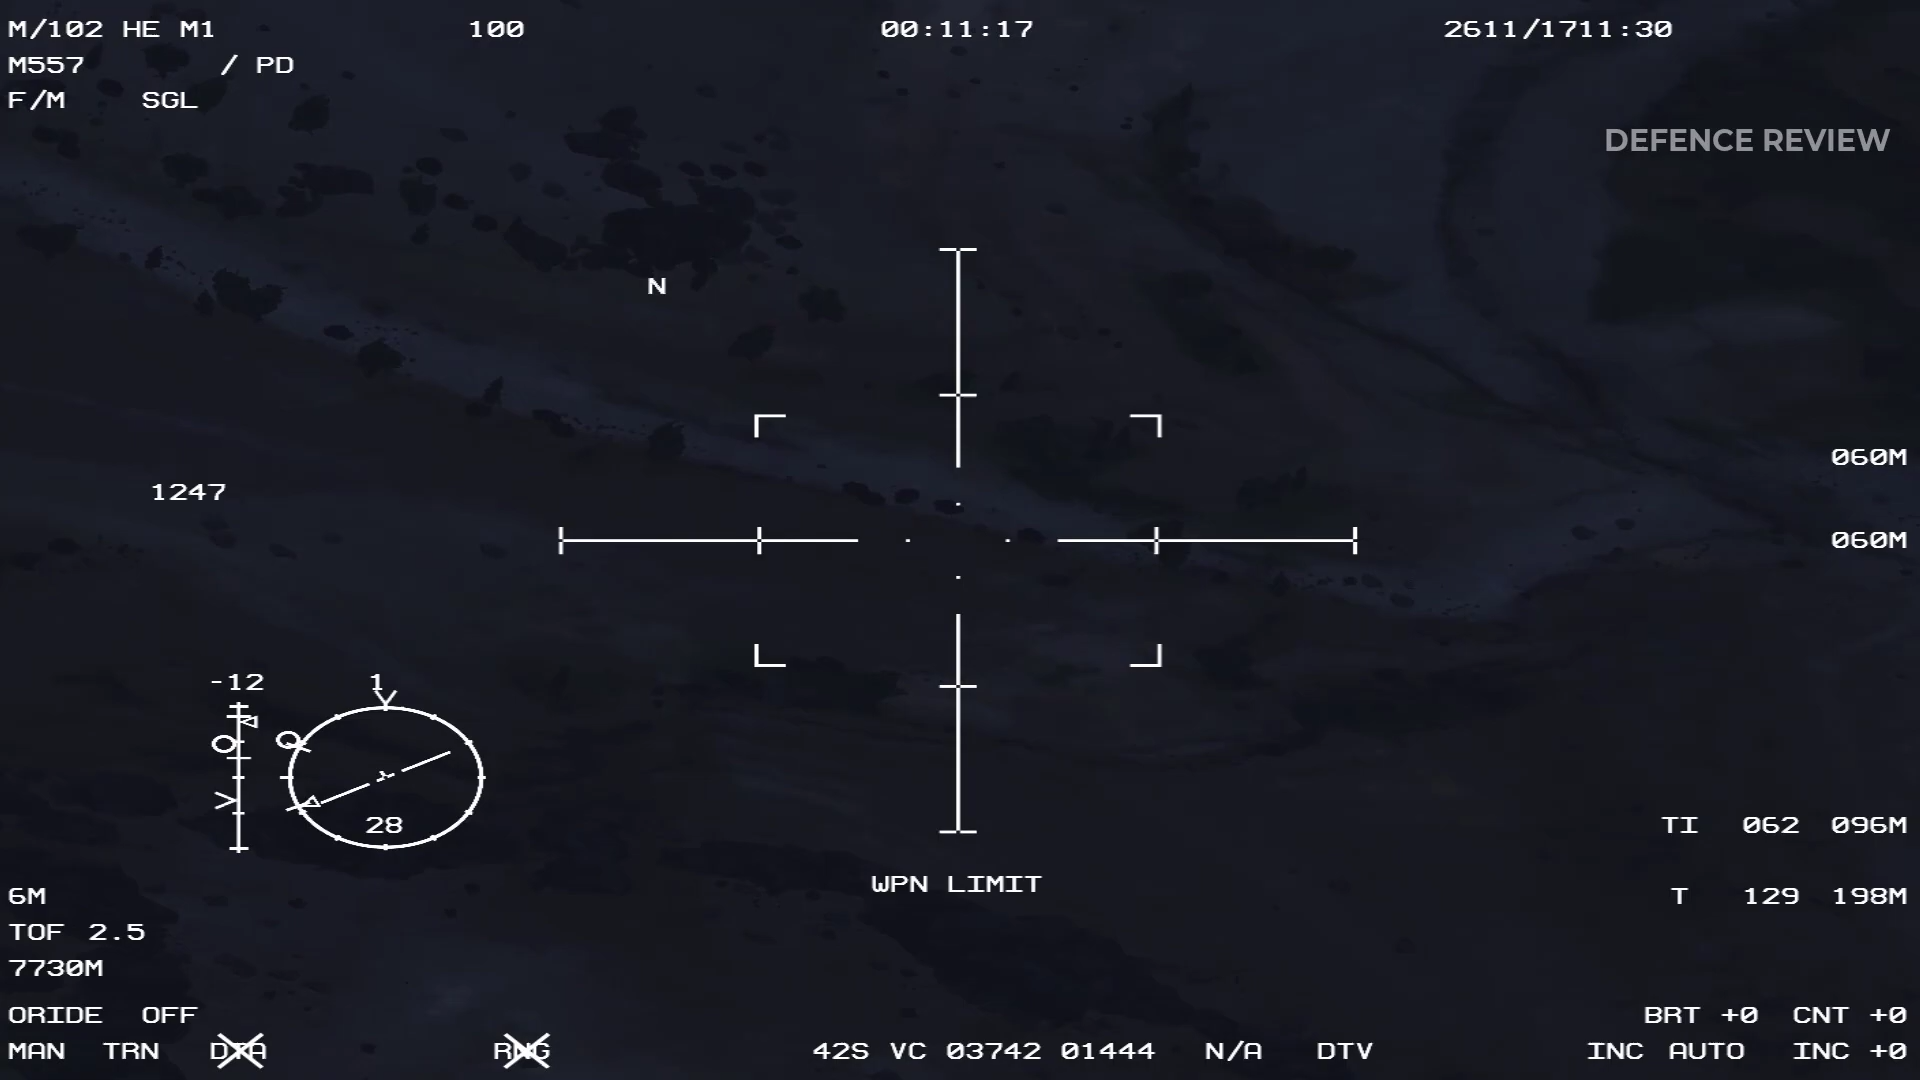 M/102 HE M1 100 00:11:17 2611/1711:30
M557 / PD
F/M SGL
DEFENCE REVIEW
N
060M
1247
060M
-12 1
28
TI 062 096M
WPN LIMIT
6M
T 129 198M
TOF 2.5
7730M
ORIDE OFF BRT +0 CNT +0
MAN TRN DTA RNG 42S VC 03742 01444 N/A DTV INC AUTO INC +0